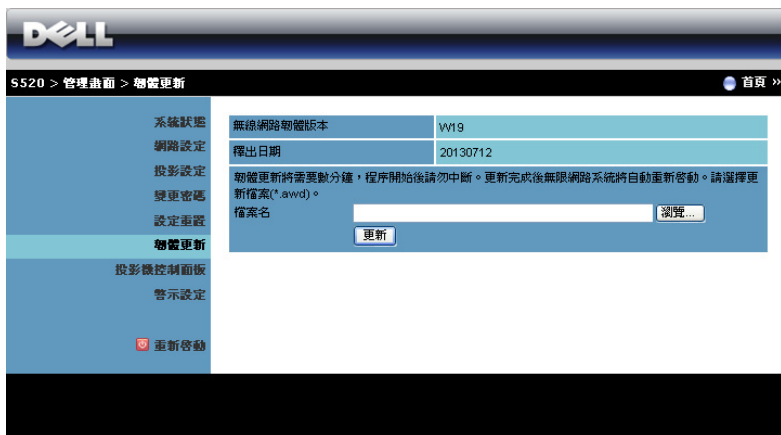 DELL
S520 > 管理畫面 > 韌體更新
首頁 »
系統狀態
網路設定
投影設定
變更密碼
設定重置
韌體更新
投影機控制面板
警示設定
重新啓動
無線網路韌體版本 W19
釋出日期 20130712
韌體更新將需要數分鐘，程序開始後請勿中斷。更新完成後無限網路系統將自動重新啓動。請選擇更
新檔案(*.awd)。
檔案名 瀏覽...
更新